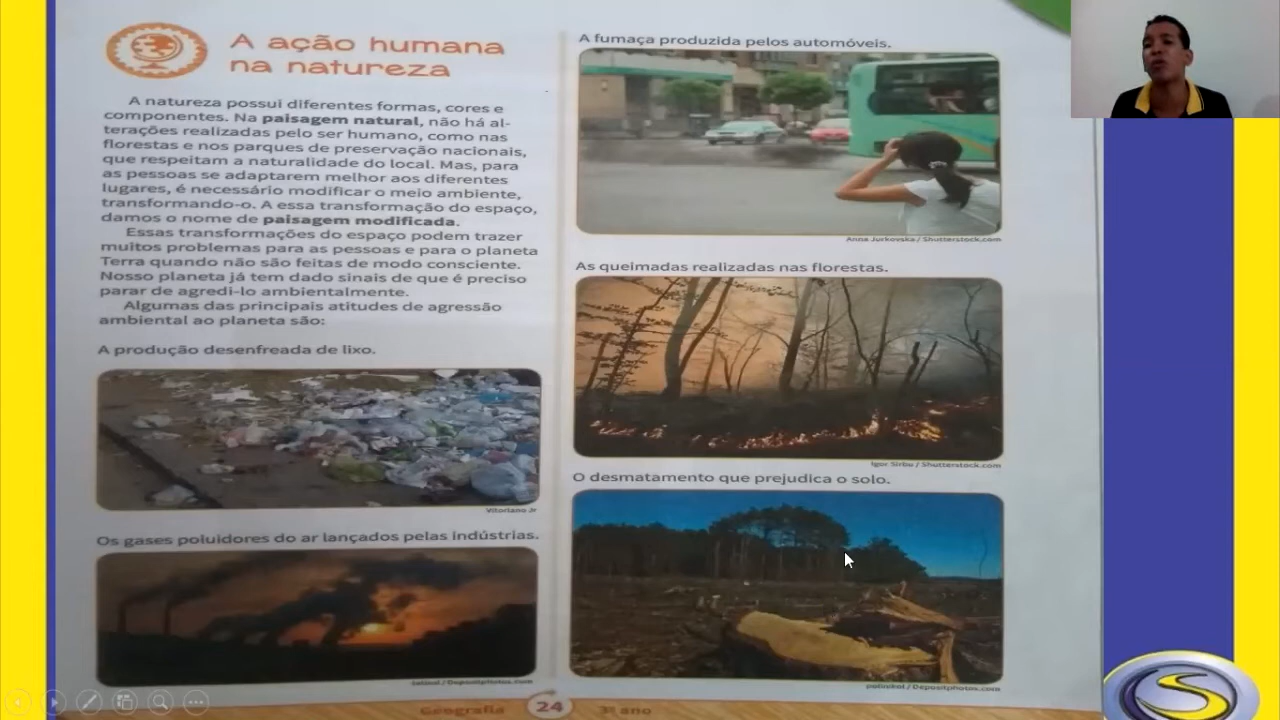 A ação humana
na natureza
A natureza possui diferentes formas, cores e
componentes. Na paisagem natural, não há al-
terações realizadas pelo ser humano, como nas
florestas e nos parques de preservação nacionais,
que respeitam a naturalidade do local. Mas, para
as pessoas se adaptarem melhor aos diferentes
lugares, é necessário modificar o meio ambiente,
transformando-o. A essa transformação do espaço,
damos o nome de paisagem modificada.
Essas transformações do espaço podem trazer
muitos problemas para as pessoas e para o planeta
Terra quando não são feitas de modo consciente.
Nosso planeta já tem dado sinais de que é preciso
parar de agredi-lo ambientalmente.
Algumas das principais atitudes de agressão
ambiental ao planeta são:
A produção desenfreada de lixo.
Vitoriano Jr
Os gases poluidores do ar lançados pelas indústrias.
/ Depositphotos.com
A fumaça produzida pelos automóveis.
Anna Jurkovska / Shutterstock.com
As queimadas realizadas nas florestas.
Igor Sirbu / Shutterstock.com
O desmatamento que prejudica o solo.
/ Depositphotos.com
Geografia 24 3º ano
S